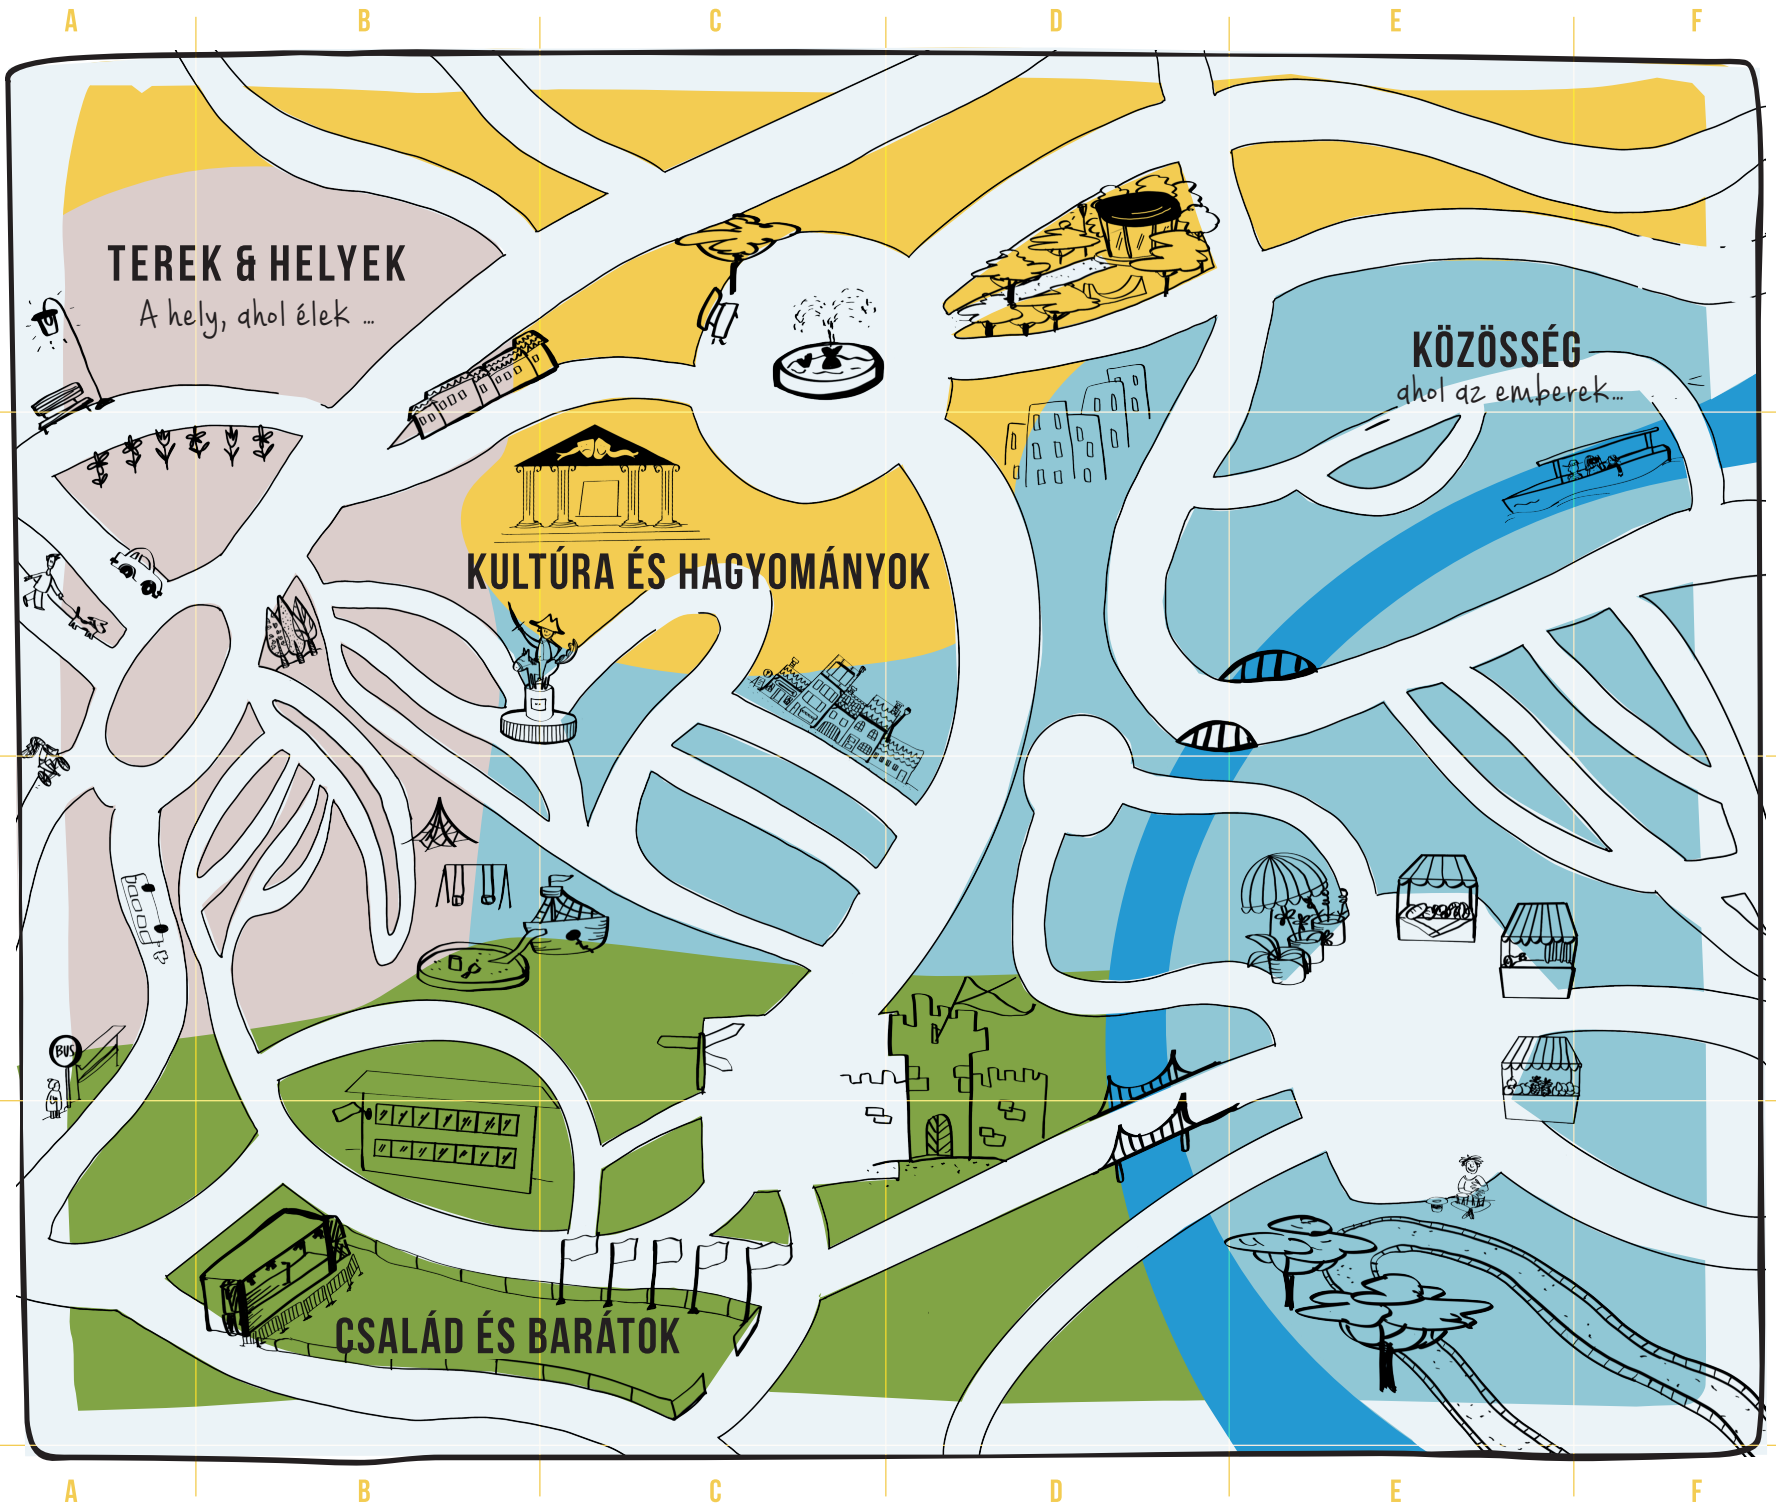 A B C D E F
TEREK & HELYEK
A hely, ahol élek ...
KÖZÖSSÉG
ahol az emberek...
KULTÚRA ÉS HAGYOMÁNYOK
BUS
CSALÁD ÉS BARÁTOK
A B C D E F